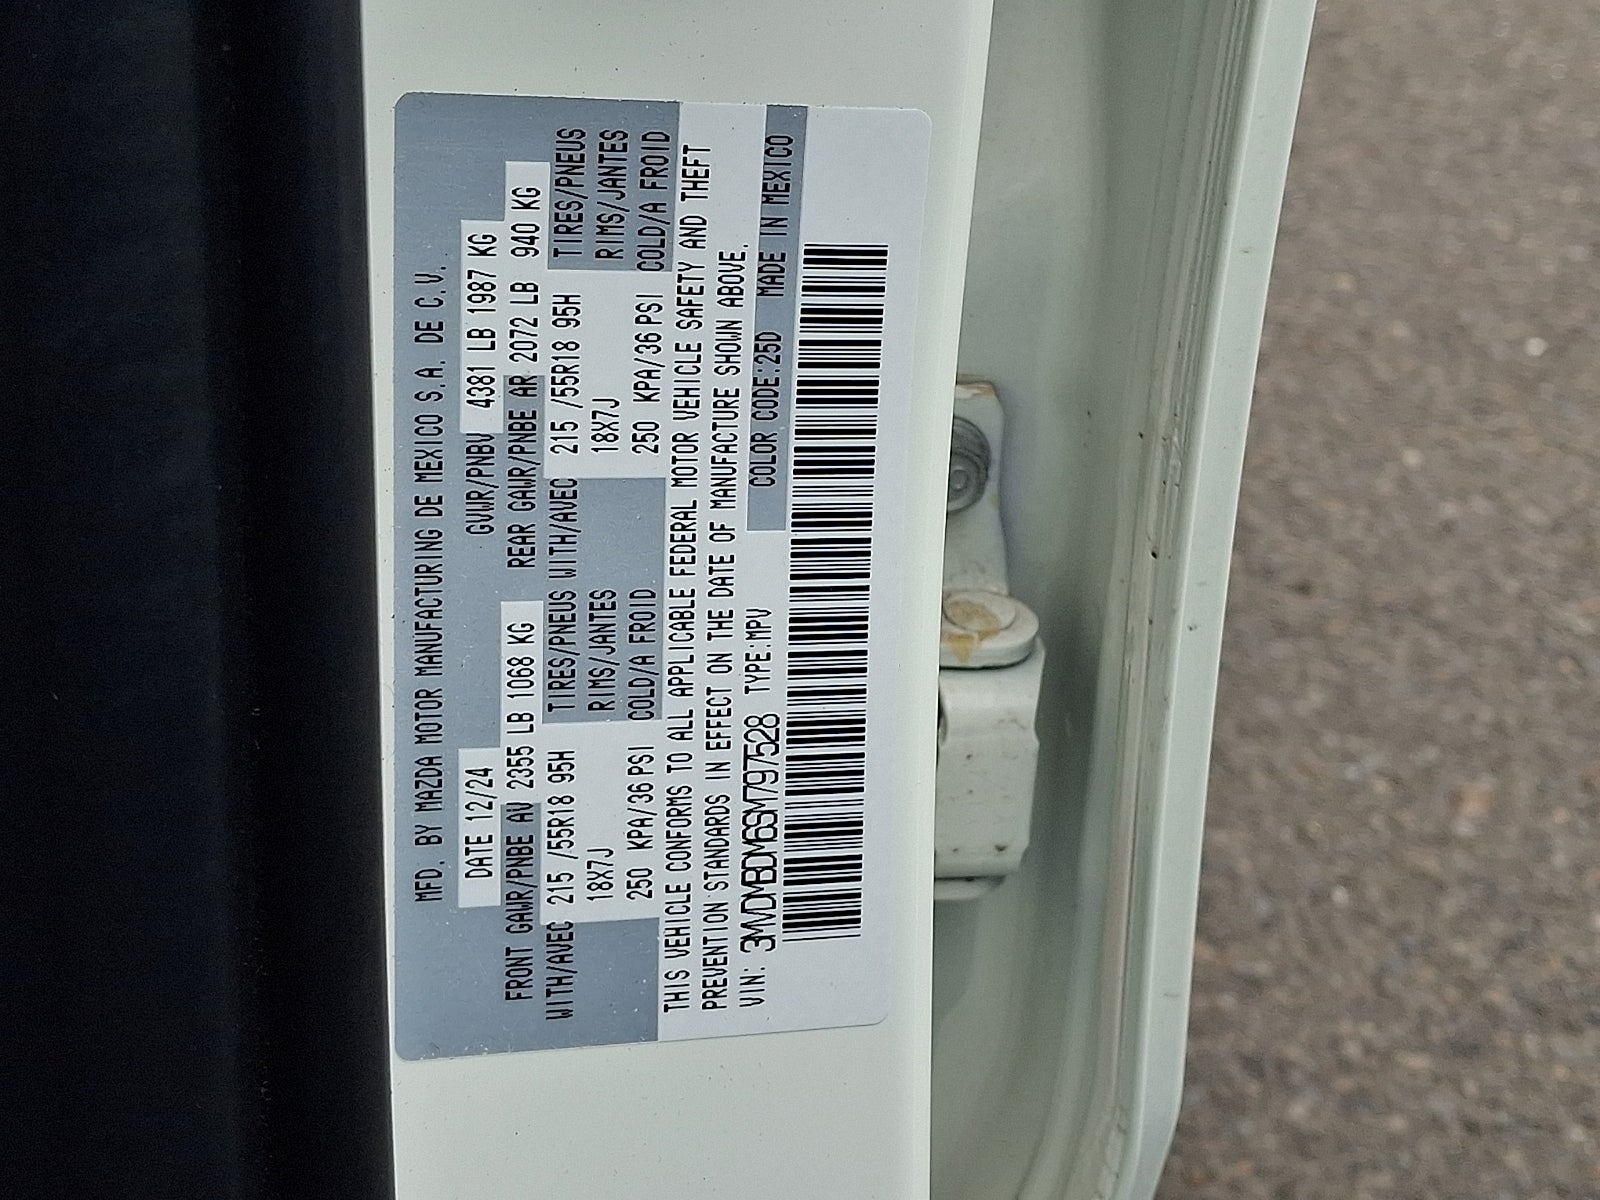 MFD. BY MAZDA MOTOR MANUFACTURING DE MEXICO S.A. DE C.V.
DATE 12/24 GVWR/PNBV 4381 LB 1987 KG
FRONT GAWR/PNBE AV 2355 LB 1068 KG REAR GAWR/PNBE AR 2072 LB 940 KG
WITH/AVEC 215 /55R18 95H TIRES/PNEUS WITH/AVEC 215 /55R18 95H TIRES/PNEUS
18X7J RIMS/JANTES 18X7J RIMS/JANTES
250 KPA/36 PSI COLD/A FROID 250 KPA/36 PSI COLD/A FROID
THIS VEHICLE CONFORMS TO ALL APPLICABLE FEDERAL MOTOR VEHICLE SAFETY AND THEFT
PREVENTION STANDARDS IN EFFECT ON THE DATE OF MANUFACTURE SHOWN ABOVE.
VIN: 3MVDMBDM6SM797528 TYPE:MPV COLOR CODE:25D MADE IN MEXICO